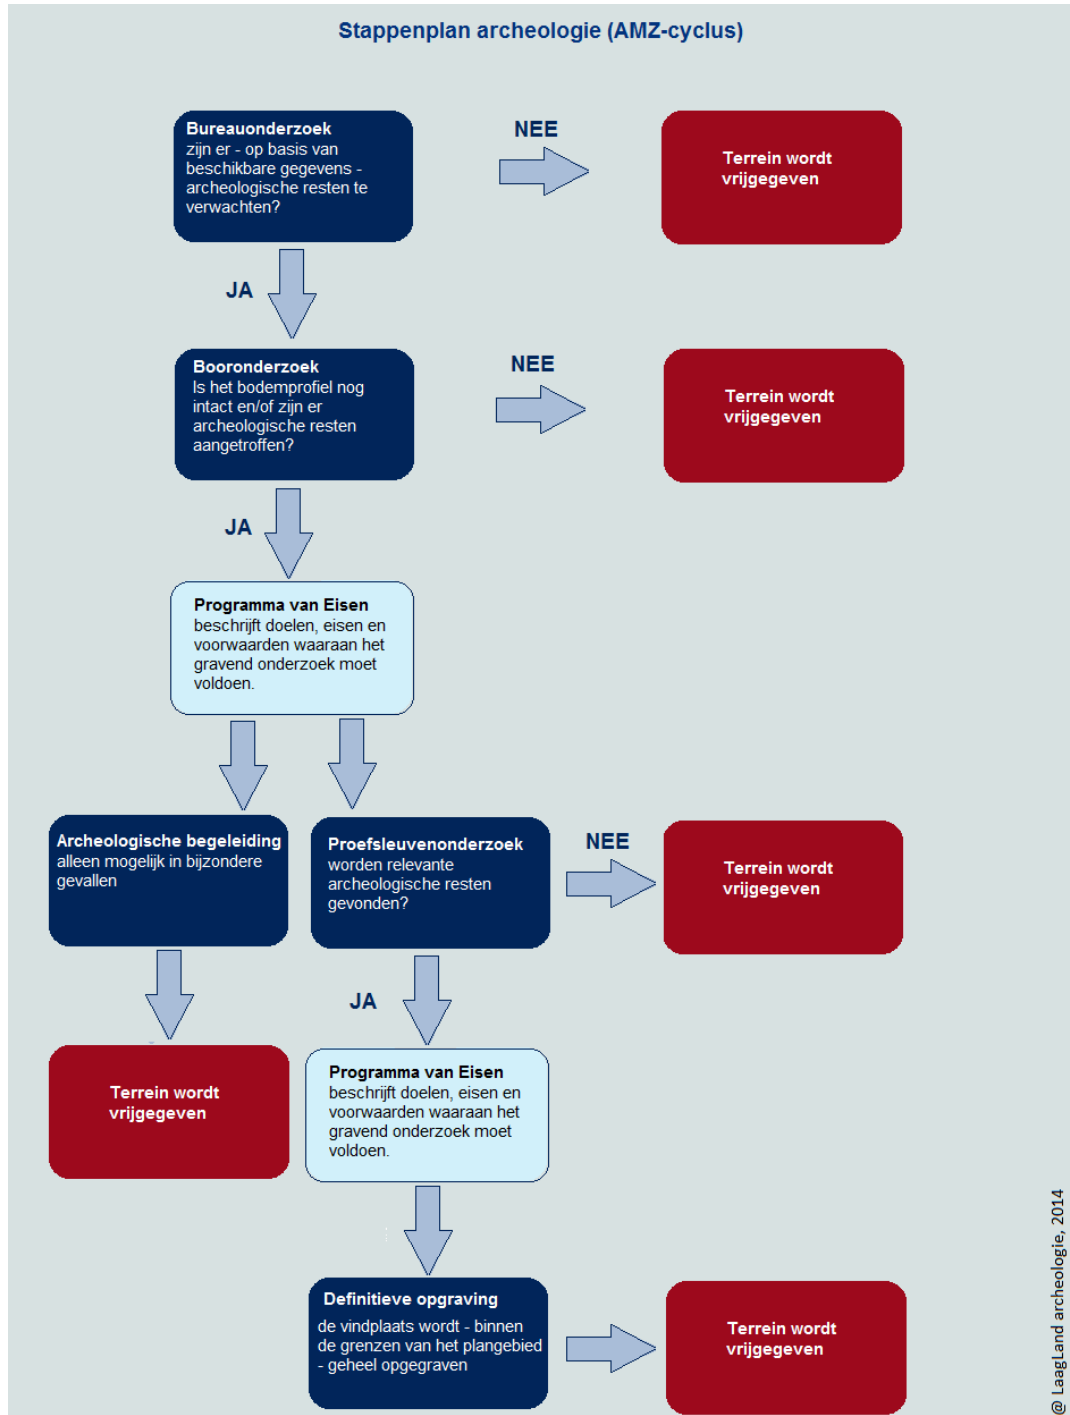 Stappenplan archeologie (AMZ-cyclus)
Bureauonderzoek
zijn er - op basis van
beschikbare gegevens -
archeologische resten te
verwachten?
NEE
Terrein wordt
vrijgegeven
JA
Booronderzoek
Is het bodemprofiel nog
intact en/of zijn er
archeologische resten
aangetroffen?
NEE
Terrein wordt
vrijgegeven
JA
Programma van Eisen
beschrijft doelen, eisen en
voorwaarden waaraan het
gravend onderzoek moet
voldoen.
Archeologische begeleiding
alleen mogelijk in bijzondere
gevallen
Proefsleuvenonderzoek
worden relevante
archeologische resten
gevonden?
NEE
Terrein wordt
vrijgegeven
JA
Terrein wordt
vrijgegeven
Programma van Eisen
beschrijft doelen, eisen en
voorwaarden waaraan het
gravend onderzoek moet
voldoen.
Definitieve opgraving
de vindplaats wordt - binnen
de grenzen van het plangebied
- geheel opgegraven
Terrein wordt
vrijgegeven
@ LaagLand archeologie, 2014